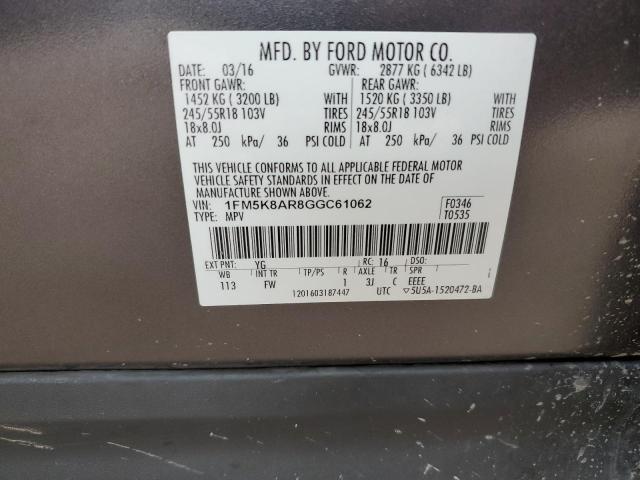 MFD. BY FORD MOTOR CO.
DATE: 03/16 GVWR: 2877 KG ( 6342 LB)
FRONT GAWR: REAR GAWR:
1452 KG ( 3200 LB) WITH 1520 KG ( 3350 LB) WITH
245/55R18 103V TIRES 245/55R18 103V TIRES
18x8.0J RIMS 18x8.0J RIMS
AT 250 kPa/ 36 PSI COLD AT 250 kPa/ 36 PSI COLD
THIS VEHICLE CONFORMS TO ALL APPLICABLE FEDERAL MOTOR
VEHICLE SAFETY STANDARDS IN EFFECT ON THE DATE OF
MANUFACTURE SHOWN ABOVE.
VIN: 1FM5K8AR8GGC61062 F0346
TYPE: MPV T0535
EXT PNT: YG RC: 16 DSO:
WB INT TR TP/PS R AXLE TR SPR
113 FW 1 3J C EEEE
1201603187447 UTC ▽5U5A-1520472-BA